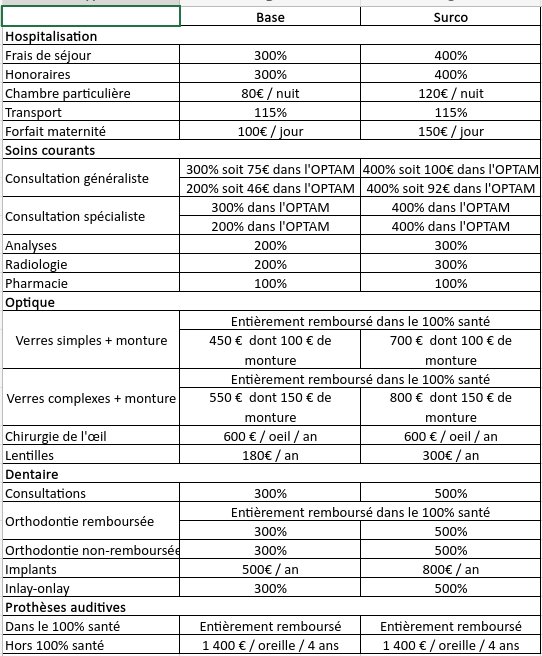 Base Surco
Hospitalisation
Frais de séjour 300% 400%
Honoraires 300% 400%
Chambre particulière 80€ / nuit 120€ / nuit
Transport 115% 115%
Forfait maternité 100€ / jour 150€ / jour
Soins courants
Consultation généraliste
300% soit 75€ dans l'OPTAM 400% soit 100€ dans l'OPTAM
200% soit 46€ dans l'OPTAM 400% soit 92€ dans l'OPTAM
Consultation spécialiste
300% dans l'OPTAM 400% dans l'OPTAM
200% dans l'OPTAM 400% dans l'OPTAM
Analyses 200% 300%
Radiologie 200% 300%
Pharmacie 100% 100%
Optique
Verres simples + monture
Entièrement remboursé dans le 100% santé
450 € dont 100 € de 700 € dont 100 € de
monture monture
Verres complexes + monture
Entièrement remboursé dans le 100% santé
550 € dont 150 € de 800 € dont 150 € de
monture monture
Chirurgie de l'œil 600 € / oeil / an 600 € / oeil / an
Lentilles 180€ / an 300€ / an
Dentaire
Consultations 300% 500%
Orthodontie remboursée
Entièrement remboursé dans le 100% santé
300% 500%
Orthodontie non-remboursée 300% 500%
Implants 500€ / an 800€ / an
Inlay-onlay 300% 500%
Prothèses auditives
Dans le 100% santé Entièrement remboursé Entièrement remboursé
Hors 100% santé 1 400 € / oreille / 4 ans 1 400 € / oreille / 4 ans